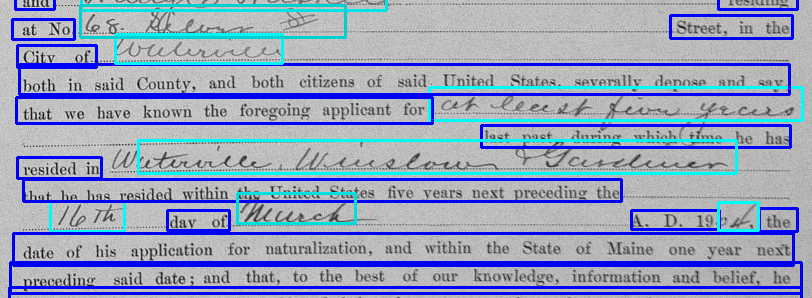 and residing
at No 68. Street, in the
City of Waterville
both in said County, and both citizens of said United States, severally depose and say
that we have known the foregoing applicant for at least five years
last past, during which time he has
resided in Waterville Winslow & Gardiner
that he has resided within the United States five years next preceding the
16th day of March A. D. 1904, the
date of his application for naturalization, and within the State of Maine one year next
preceding said date; and that, to the best of our knowledge, information and belief, he